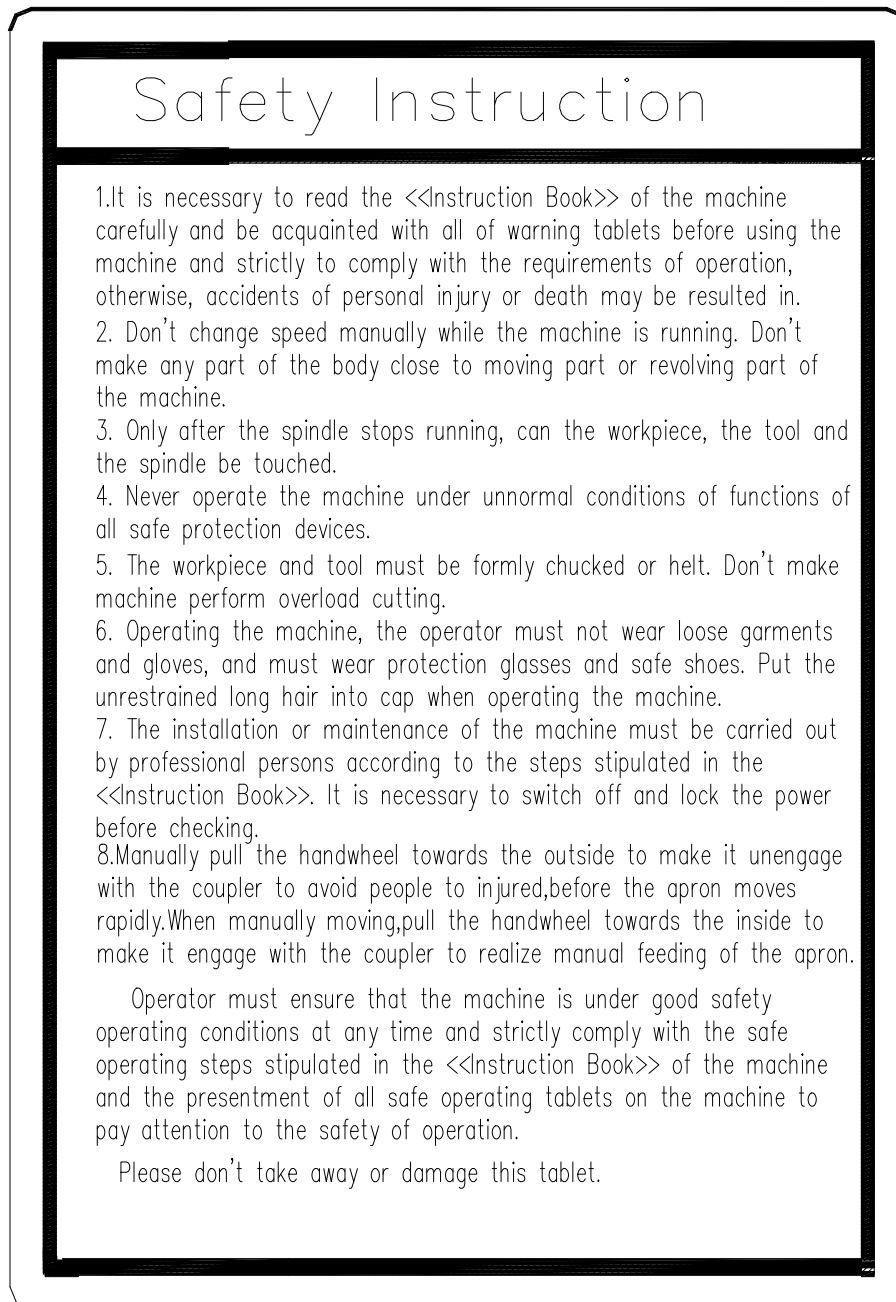 Safety Instruction
1.It is necessary to read the <<Instruction Book>> of the machine
carefully and be acquainted with all of warning tablets before using the
machine and strictly to comply with the requirements of operation,
otherwise, accidents of personal injury or death may be resulted in.
2. Don't change speed manually while the machine is running. Don't
make any part of the body close to moving part or revolving part of
the machine.
3. Only after the spindle stops running, can the workpiece, the tool and
the spindle be touched.
4. Never operate the machine under unnormal conditions of functions of
all safe protection devices.
5. The workpiece and tool must be formly chucked or helt. Don't make
machine perform overload cutting.
6. Operating the machine, the operator must not wear loose garments
and gloves, and must wear protection glasses and safe shoes. Put the
unrestrained long hair into cap when operating the machine.
7. The installation or maintenance of the machine must be carried out
by professional persons according to the steps stipulated in the
<<Instruction Book>>. It is necessary to switch off and lock the power
before checking.
8.Manually pull the handwheel towards the outside to make it unengage
with the coupler to avoid people to injured,before the apron moves
rapidly.When manually moving,pull the handwheel towards the inside to
make it engage with the coupler to realize manual feeding of the apron.
Operator must ensure that the machine is under good safety
operating conditions at any time and strictly comply with the safe
operating steps stipulated in the <<Instruction Book>> of the machine
and the presentment of all safe operating tablets on the machine to
pay attention to the safety of operation.
Please don't take away or damage this tablet.